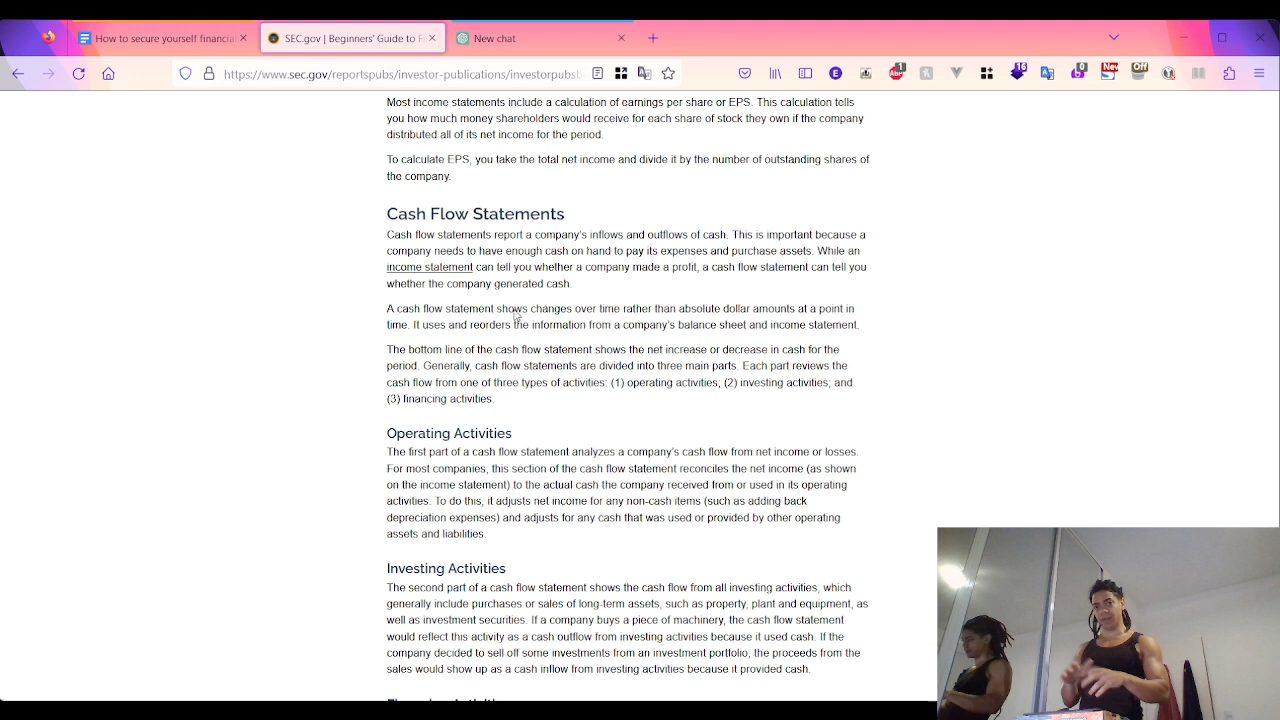 How to secure yourself financial
SEC.gov | Beginners' Guide to F
New chat
https://www.sec.gov/reportspubs/investor-publications/investorpubsb
1
16
0
New
Off
Most income statements include a calculation of earnings per share or EPS. This calculation tells
you how much money shareholders would receive for each share of stock they own if the company
distributed all of its net income for the period.
To calculate EPS, you take the total net income and divide it by the number of outstanding shares of
the company.
Cash Flow Statements
Cash flow statements report a company's inflows and outflows of cash. This is important because a
company needs to have enough cash on hand to pay its expenses and purchase assets. While an
income statement can tell you whether a company made a profit, a cash flow statement can tell you
whether the company generated cash.
A cash flow statement shows changes over time rather than absolute dollar amounts at a point in
time. It uses and reorders the information from a company's balance sheet and income statement.
The bottom line of the cash flow statement shows the net increase or decrease in cash for the
period. Generally, cash flow statements are divided into three main parts. Each part reviews the
cash flow from one of three types of activities: (1) operating activities; (2) investing activities; and
(3) financing activities.
Operating Activities
The first part of a cash flow statement analyzes a company's cash flow from net income or losses.
For most companies, this section of the cash flow statement reconciles the net income (as shown
on the income statement) to the actual cash the company received from or used in its operating
activities. To do this, it adjusts net income for any non-cash items (such as adding back
depreciation expenses) and adjusts for any cash that was used or provided by other operating
assets and liabilities.
Investing Activities
The second part of a cash flow statement shows the cash flow from all investing activities, which
generally include purchases or sales of long-term assets, such as property, plant and equipment, as
well as investment securities. If a company buys a piece of machinery, the cash flow statement
would reflect this activity as a cash outflow from investing activities because it used cash. If the
company decided to sell off some investments from an investment portfolio, the proceeds from the
sales would show up as a cash inflow from investing activities because it provided cash.